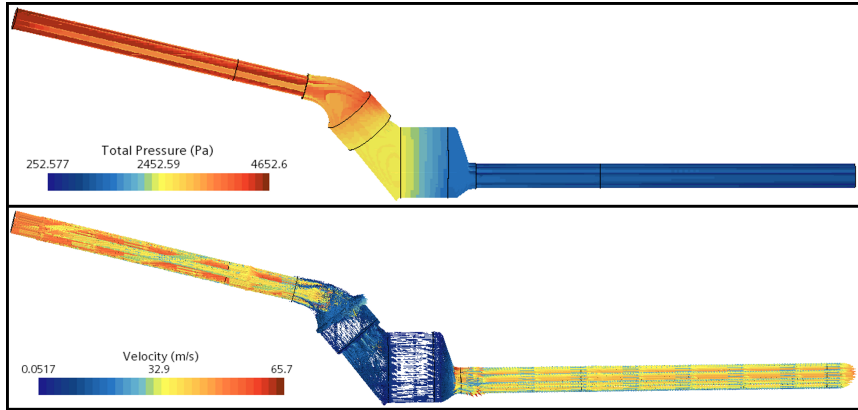 Total Pressure (Pa)
252.577 2452.59 4652.6
Velocity (m/s)
0.0517 32.9 65.7